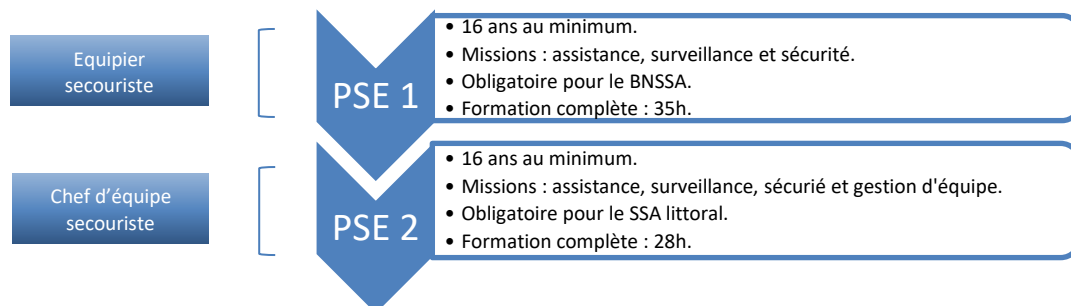 Equipier
secouriste
PSE 1
• 16 ans au minimum.
• Missions : assistance, surveillance et sécurité.
• Obligatoire pour le BNSSA.
• Formation complète : 35h.
Chef d'équipe
secouriste
PSE 2
• 16 ans au minimum.
• Missions : assistance, surveillance, sécurié et gestion d'équipe.
• Obligatoire pour le SSA littoral.
• Formation complète : 28h.